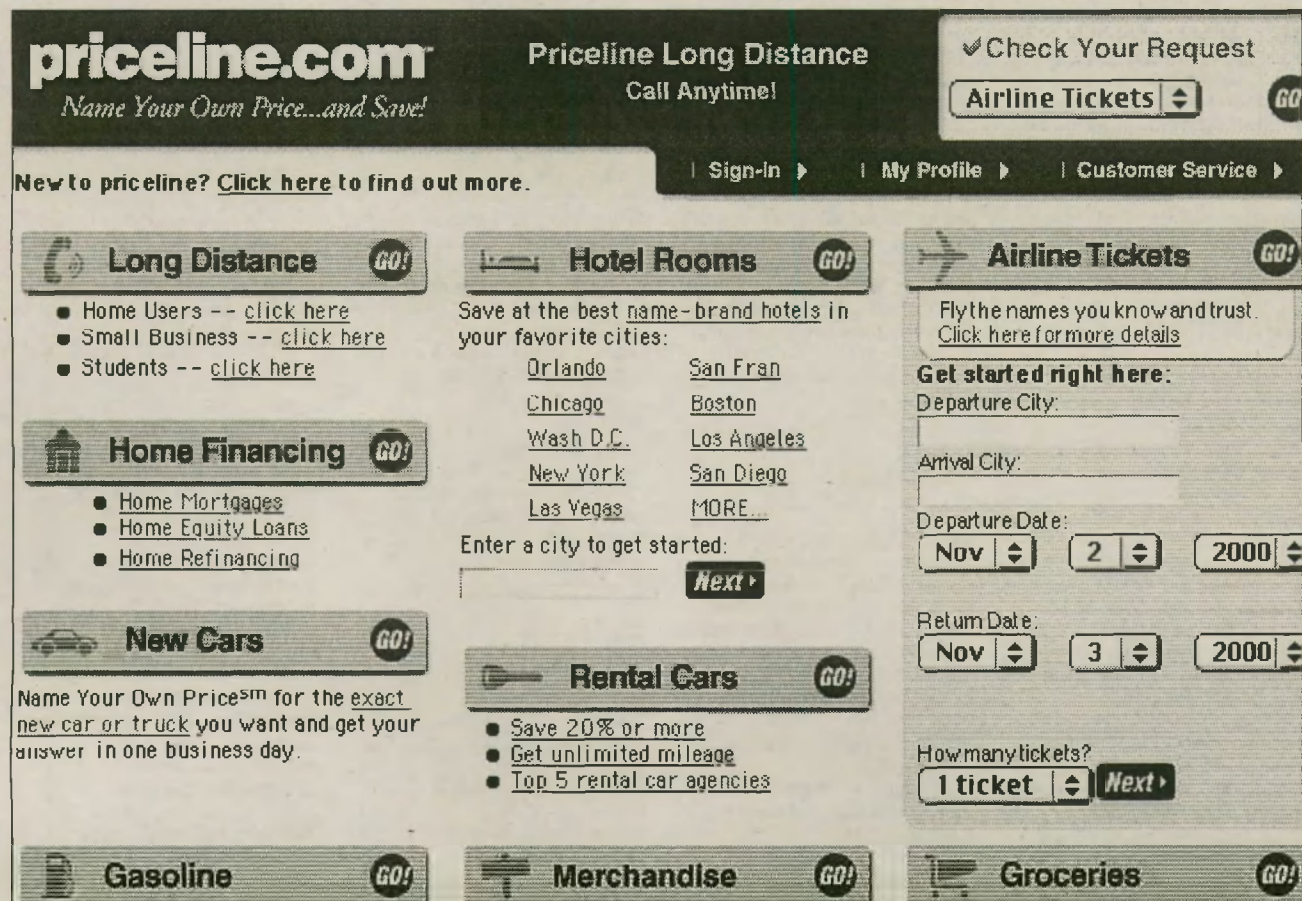 priceline.com
Name Your Own Price...and Save!
Priceline Long Distance
Call Anytime!
Check Your Request
Airline Tickets
GO
New to priceline? Click here to find out more.
Sign-in
My Profile
Customer Service
Long Distance GO!
Home Users -- click here
Small Business -- click here
Students -- click here
Home Financing GO!
Home Mortgages
Home Equity Loans
Home Refinancing
New Cars GO!
Name Your Own Pricesm for the exact
new car or truck you want and get your
answer in one business day.
Hotel Rooms GO!
Save at the best name-brand hotels in
your favorite cities:
Orlando San Fran
Chicago Boston
Wash D.C. Los Angeles
New York San Diego
Las Vegas MORE...
Enter a city to get started:
Next
Rental Cars GO!
Save 20% or more
Get unlimited mileage
Top 5 rental car agencies
Airline Tickets GO!
Fly the names you know and trust.
Click here for more details
Get started right here:
Departure City:
Arrival City:
Departure Date:
Nov 2 2000
Return Date:
Nov 3 2000
How many tickets?
1 ticket Next
Gasoline GO!
Merchandise GO!
Groceries GO!